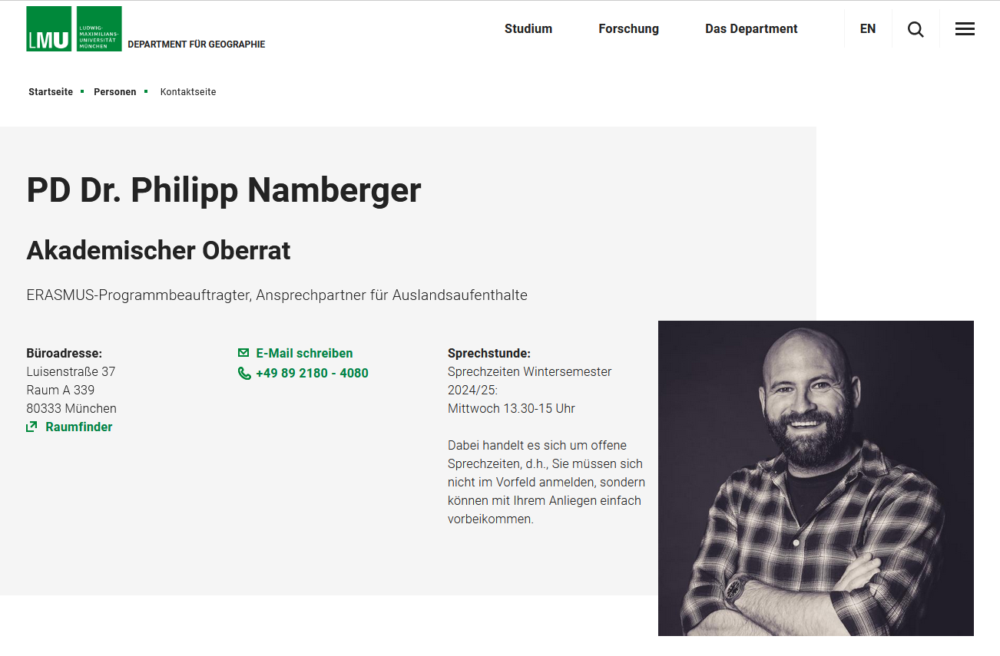 LMU
LUDWIG-
MAXIMILIANS-
UNIVERSITÄT
MÜNCHEN
DEPARTMENT FÜR GEOGRAPHIE
Studium
Forschung
Das Department
EN
Startseite
Personen
Kontaktseite
PD Dr. Philipp Namberger
Akademischer Oberrat
ERASMUS-Programmbeauftragter, Ansprechpartner für Auslandsaufenthalte
Büroadresse:
Luisenstraße 37
Raum A 339
80333 München
Raumfinder
E-Mail schreiben
+49 89 2180 - 4080
Sprechstunde:
Sprechzeiten Wintersemester
2024/25:
Mittwoch 13.30-15 Uhr
Dabei handelt es sich um offene
Sprechzeiten, d.h., Sie müssen sich
nicht im Vorfeld anmelden, sondern
können mit Ihrem Anliegen einfach
vorbeikommen.